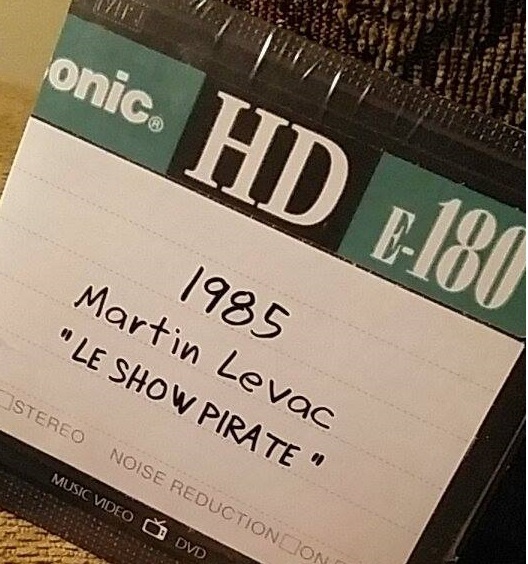 onic®
HD
E-180
1985
Martin Levac
"LE SHOW PIRATE"
STEREO NOISE REDUCTION ON
MUSIC VIDEO DVD